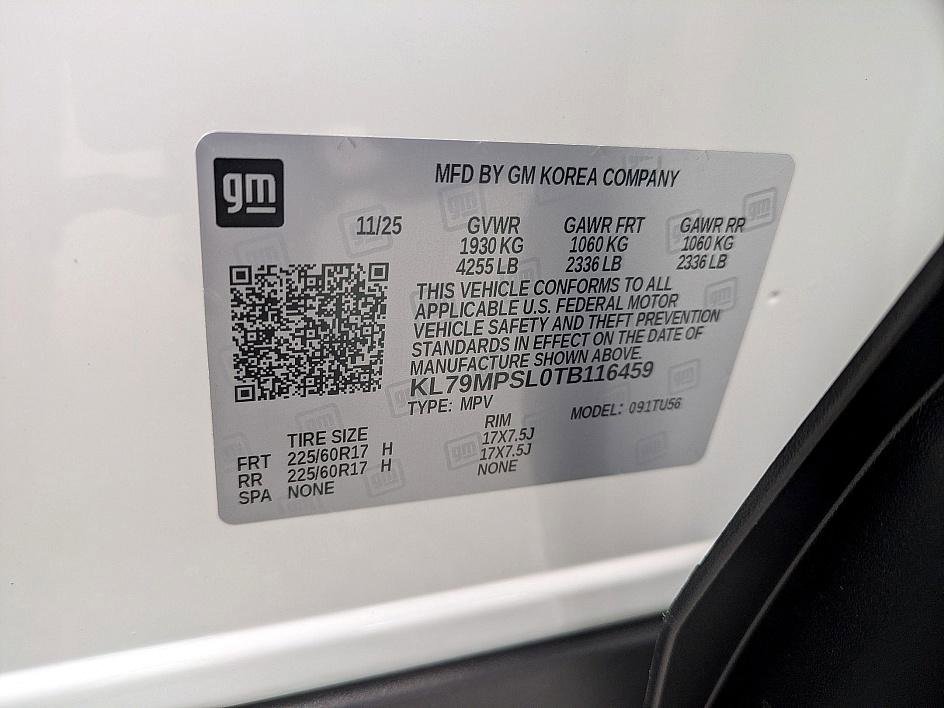 gm
MFD BY GM KOREA COMPANY
11/25 GVWR GAWR FRT GAWR RR
1930 KG 1060 KG 1060 KG
4255 LB 2336 LB 2336 LB
THIS VEHICLE CONFORMS TO ALL
APPLICABLE U.S. FEDERAL MOTOR
VEHICLE SAFETY AND THEFT PREVENTION
STANDARDS IN EFFECT ON THE DATE OF
MANUFACTURE SHOWN ABOVE.
KL79MPSL0TB116459
TYPE: MPV MODEL: 091TU56
TIRE SIZE RIM
FRT 225/60R17 H 17X7.5J
RR 225/60R17 H 17X7.5J
SPA NONE NONE